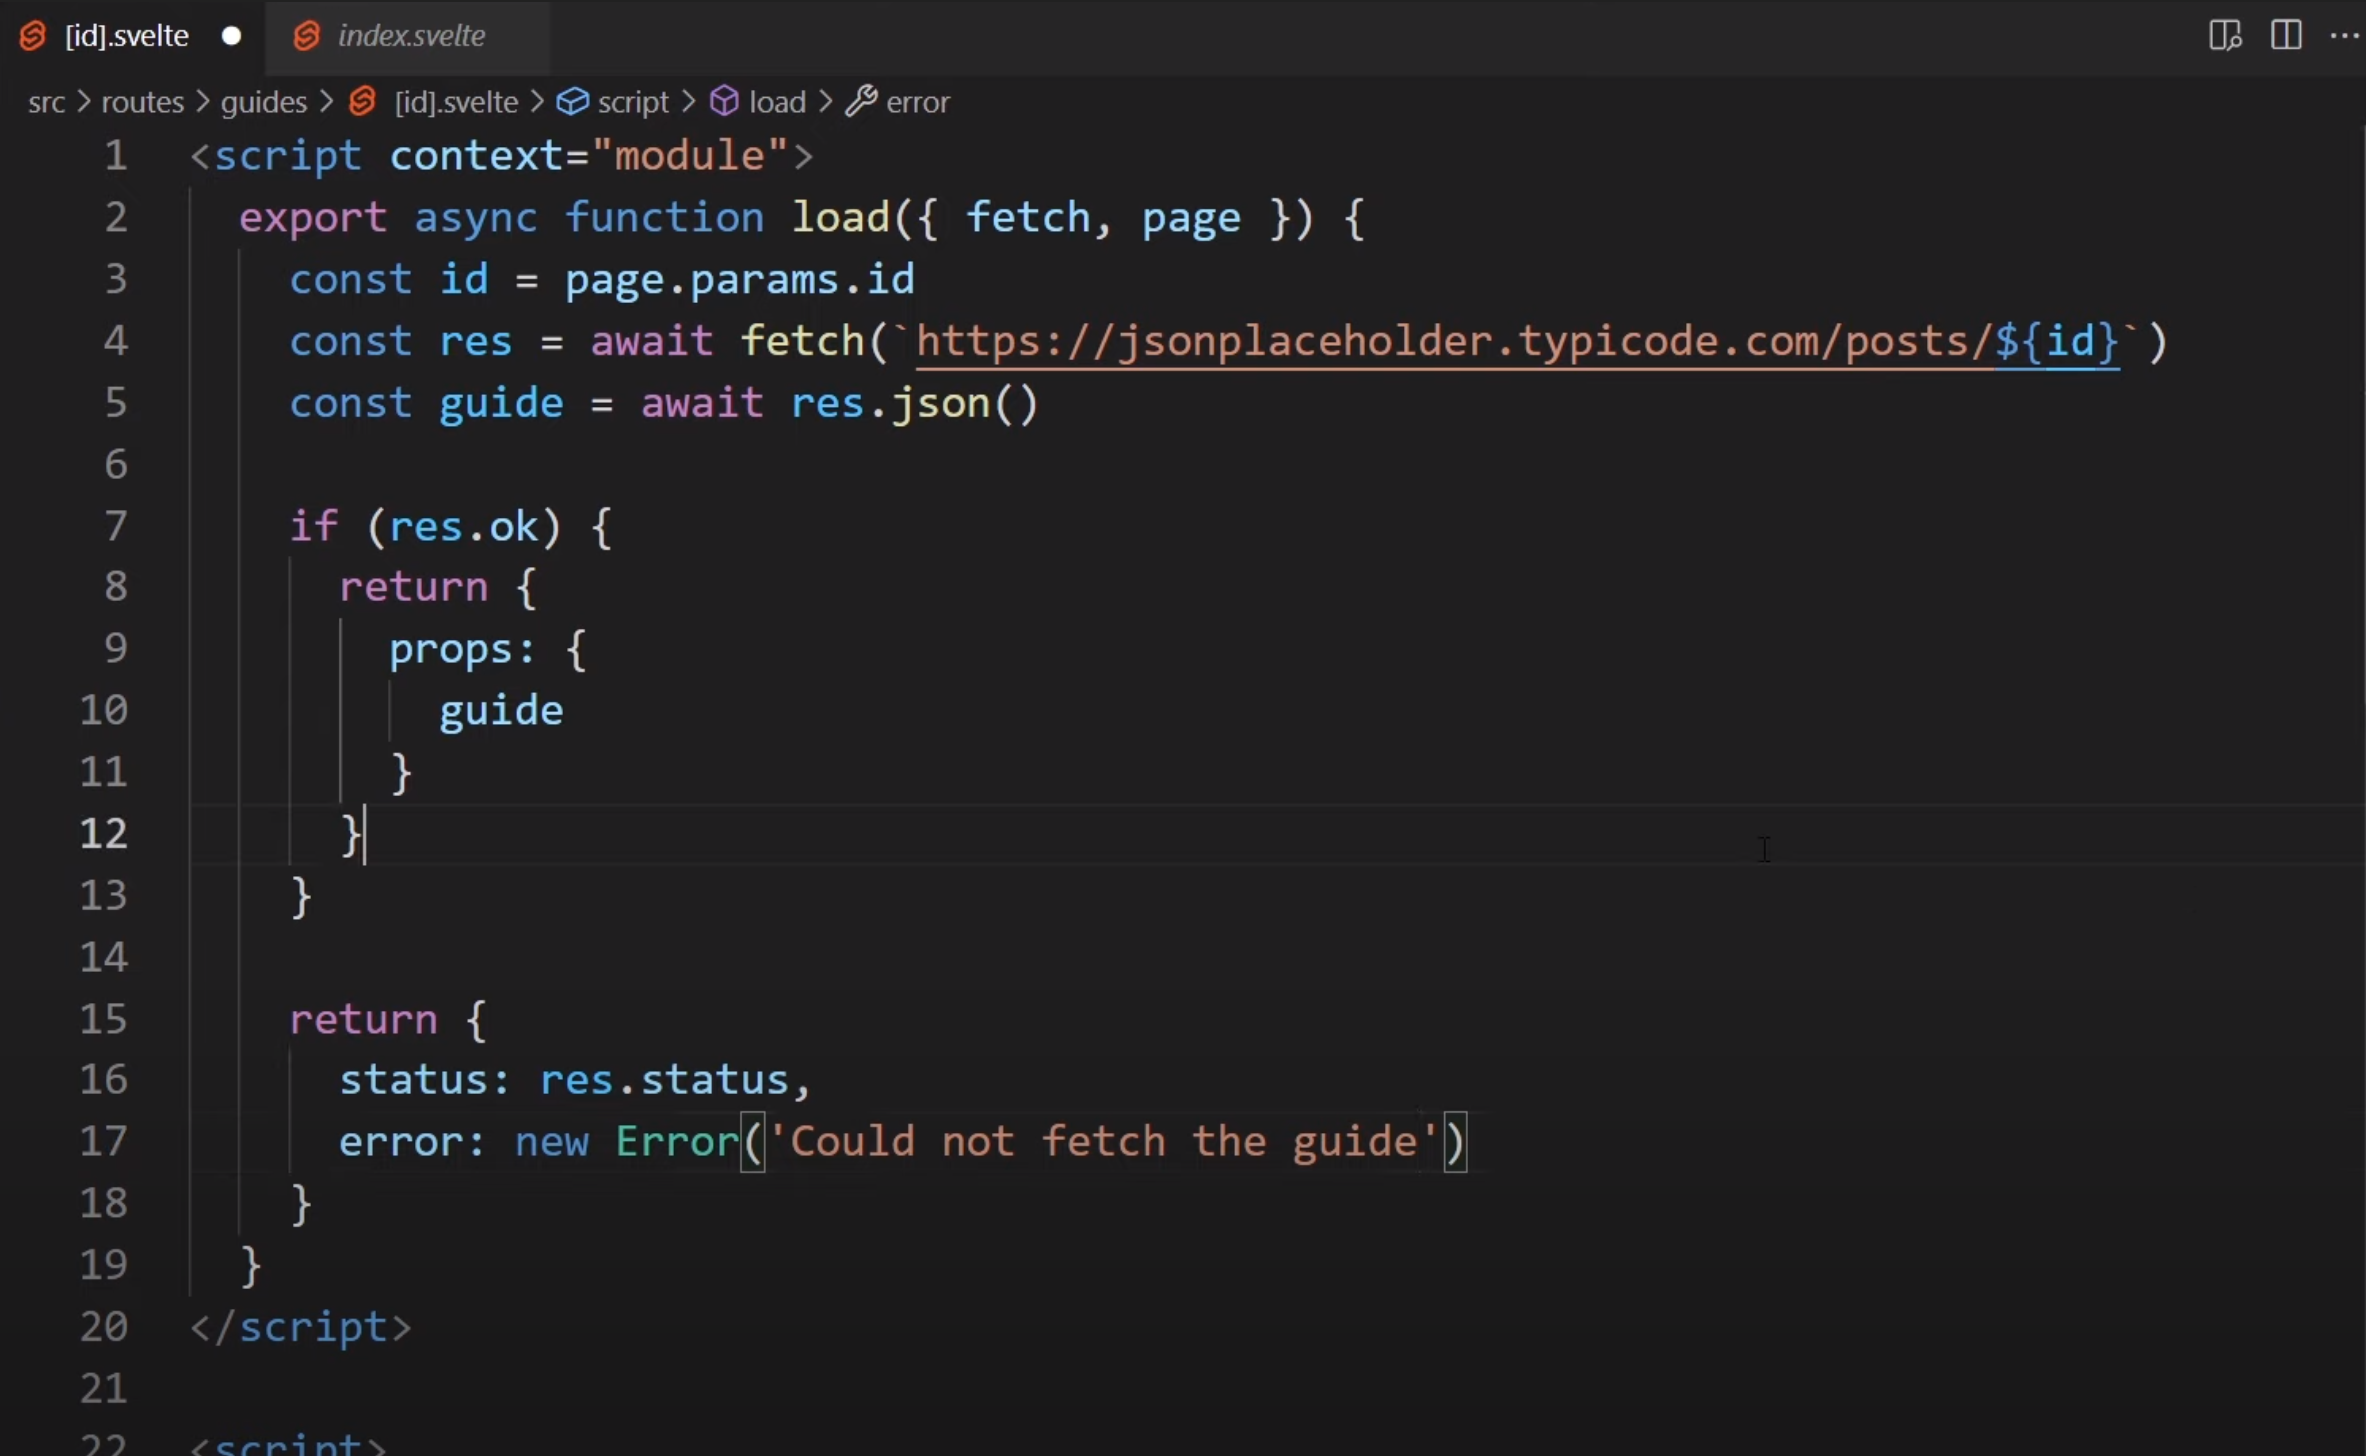 [id].svelte index.svelte
src > routes > guides > [id].svelte > script > load > error
1 <script context="module">
2 export async function load({ fetch, page }) {
3 const id = page.params.id
4 const res = await fetch(`https://jsonplaceholder.typicode.com/posts/${id}`)
5 const guide = await res.json()
6
7 if (res.ok) {
8 return {
9 props: {
10 guide
11 }
12 }
13 }
14
15 return {
16 status: res.status,
17 error: new Error('Could not fetch the guide')
18 }
19 }
20 </script>
21
22 <script>